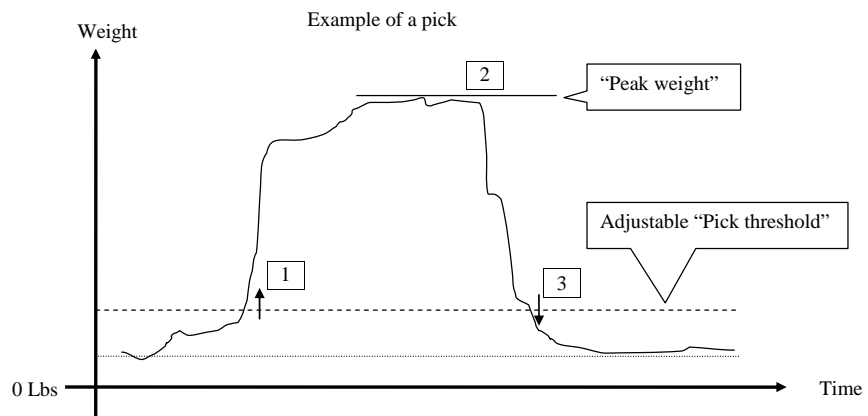 Example of a pick
Weight
2
“Peak weight”
Adjustable “Pick threshold”
1
3
0 Lbs
Time